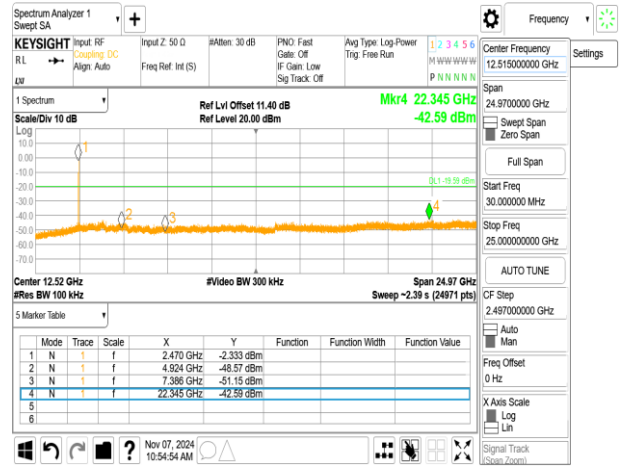 Spectrum Analyzer 1
Swept SA
+
Frequency
KEYSIGHT Input: RF Input Z: 50 Ω #Atten: 30 dB PNO: Fast Avg Type: Log-Power 1 2 3 4 5 6
RL Coupling: DC Gate: Off Trig: Free Run M W W W W W
Align: Auto Freq Ref: Int (S) IF Gain: Low
Sig Track: Off P N N N N N
LW
1 Spectrum Ref Lvl Offset 11.40 dB Mkr4 22.345 GHz
Scale/Div 10 dB Ref Level 20.00 dBm -42.59 dBm
Log
10.0
0.00
-10.0
-20.0
-30.0
-40.0
-50.0
-60.0
-70.0
1
2
3
4
DL1 -19.59 dBm
Center 12.52 GHz #Video BW 300 kHz Span 24.97 GHz
#Res BW 100 kHz Sweep ~2.39 s (24971 pts)
5 Marker Table
Mode Trace Scale X Y Function Function Width Function Value
1 N 1 f 2.470 GHz -2.333 dBm
2 N 1 f 4.924 GHz -48.57 dBm
3 N 1 f 7.386 GHz -51.15 dBm
4 N 1 f 22.345 GHz -42.59 dBm
5
6
?
Nov 07, 2024
10:54:54 AM
Center Frequency
12.515000000 GHz
Settings
Span
24.9700000 GHz
Swept Span
Zero Span
Full Span
Start Freq
30.000000 MHz
Stop Freq
25.000000000 GHz
AUTO TUNE
CF Step
2.497000000 GHz
Auto
Man
Freq Offset
0 Hz
X Axis Scale
Log
Lin
Signal Track
(Span Zoom)